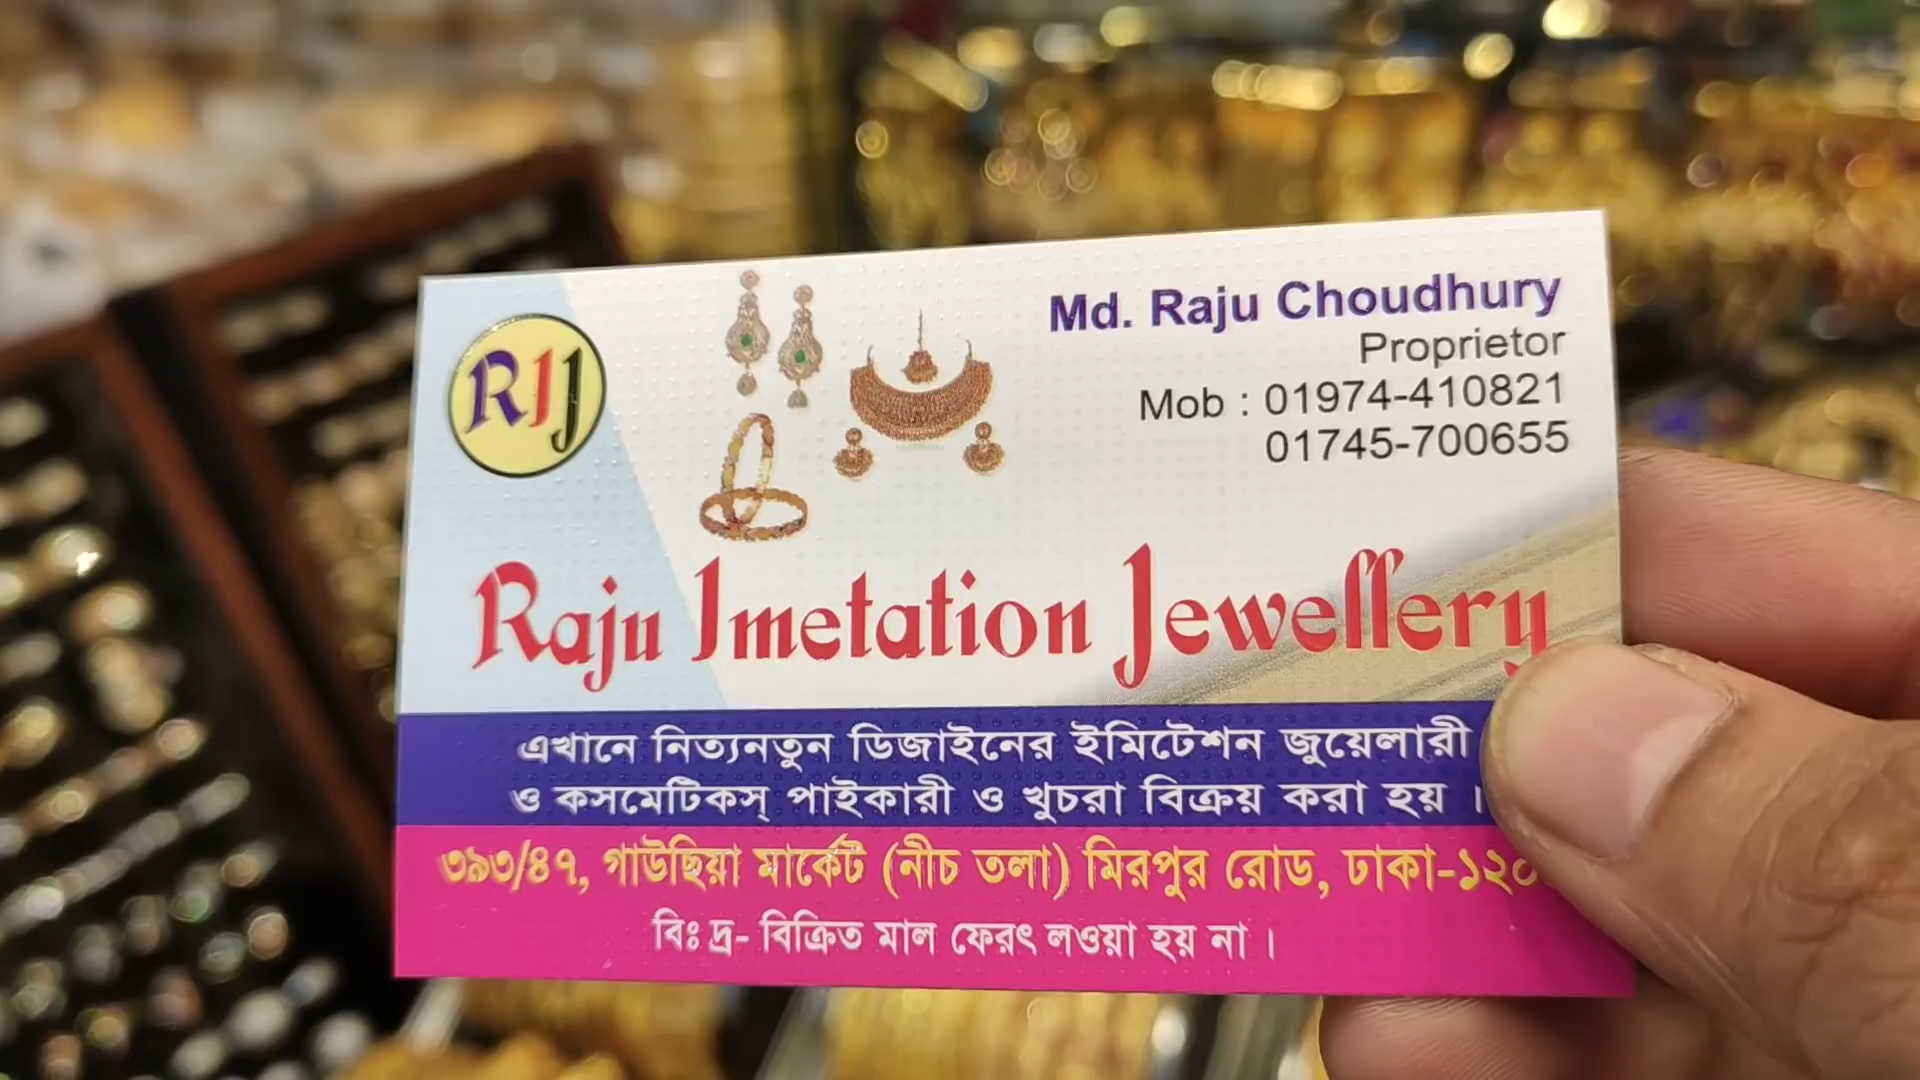 RIJ
Md. Raju Choudhury
Proprietor
Mob : 01974-410821
01745-700655
Raju Imetation Jewellery
এখানে নিত্যনতুন ডিজাইনের ইমিটেশন জুয়েলারী
ও কসমেটিকস্ পাইকারী ও খুচরা বিক্রয় করা হয় ।
৩৯৩/৪৭, গাউছিয়া মার্কেট (নীচ তলা) মিরপুর রোড, ঢাকা-১২০
বিঃ দ্র- বিক্রিত মাল ফেরৎ লওয়া হয় না ।